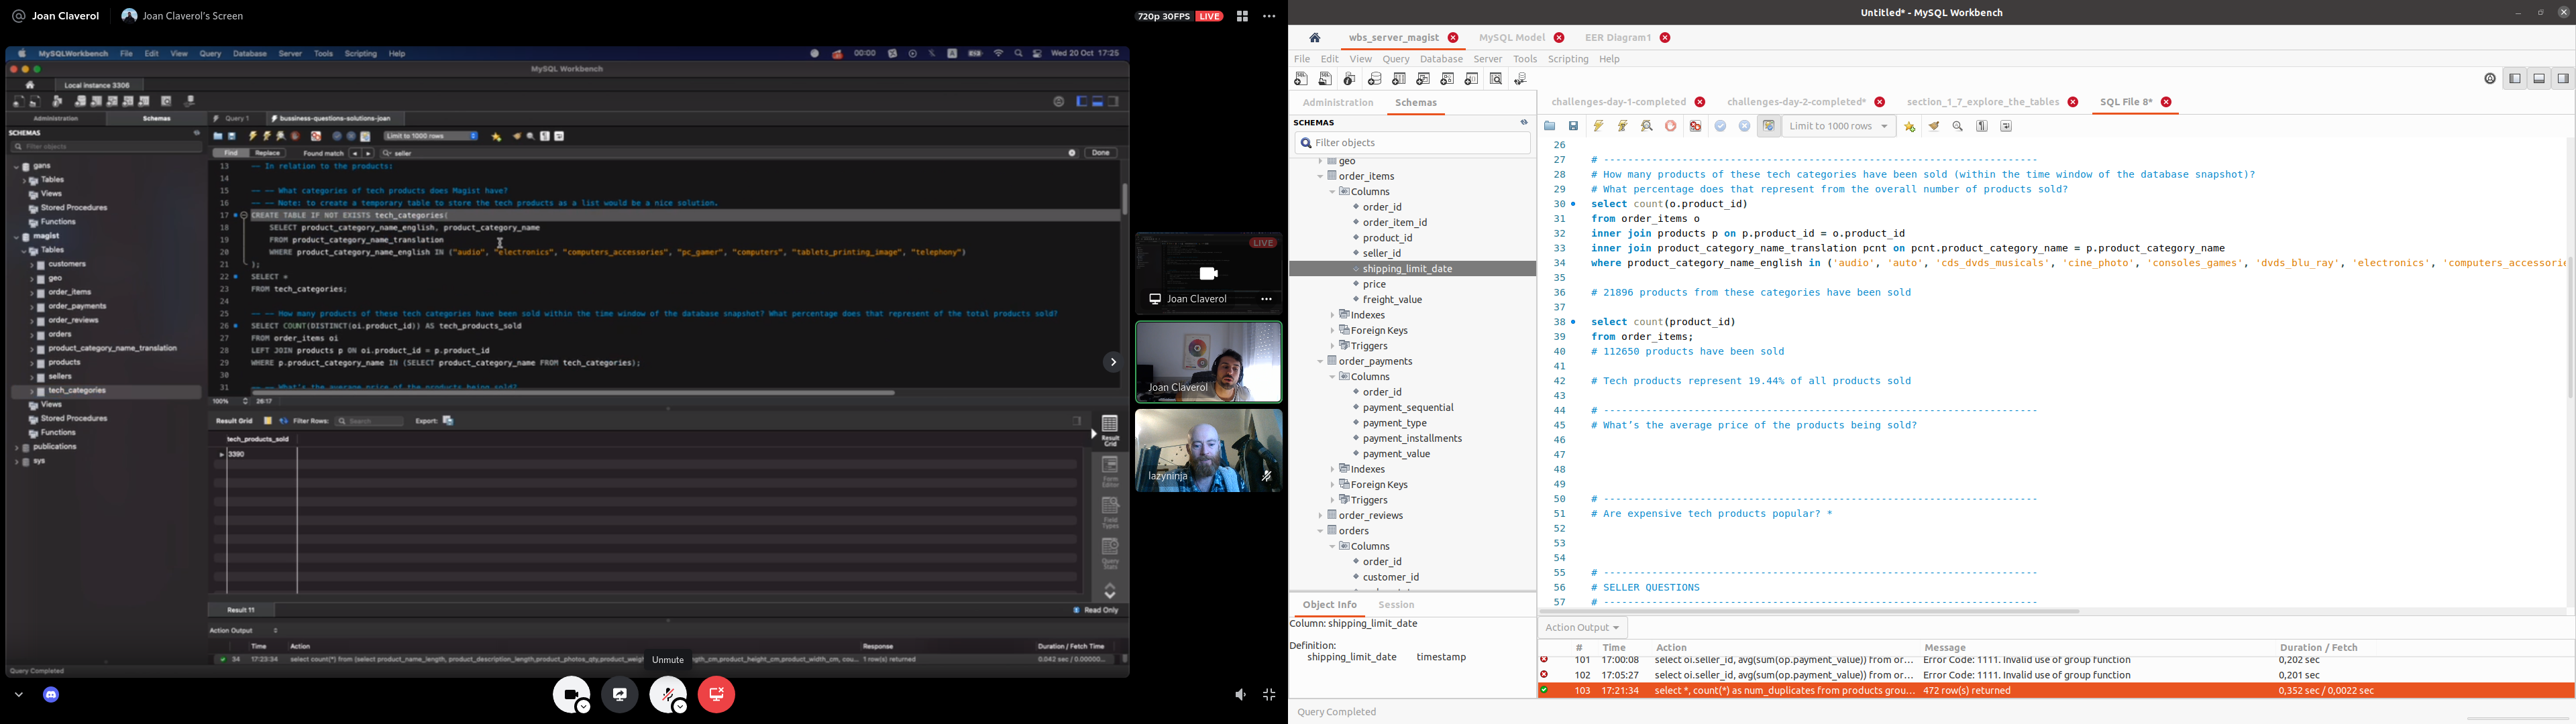 Joan Claverol
Joan Claverol's Screen
720p 30FPS LIVE
MySQLWorkbench File Edit View Query Database Server Tools Scripting Help
00:00
Wed 20 Oct 17:25
MySQL Workbench
Local instance 3306
Administration Schemas
Query 1
bussiness-questions-solutions-joan
SCHEMAS
Filter objects
gans
Tables
Views
Stored Procedures
Functions
magist
Tables
customers
geo
order_items
order_payments
order_reviews
orders
product_category_name_translation
products
sellers
tech_categories
Views
Stored Procedures
Functions
publications
sys
Limit to 1000 rows
Find Replace Found match seller Done
13 -- In relation to the products:
14
15 -- -- What categories of tech products does Magist have?
16 -- -- Note: to create a temporary table to store the tech products as a list would be a nice solution.
17 CREATE TABLE IF NOT EXISTS tech_categories(
18 SELECT product_category_name_english, product_category_name
19 FROM product_category_name_translation
20 WHERE product_category_name_english IN ("audio", "electronics", "computers_accessories", "pc_gamer", "computers", "tablets_printing_image", "telephony")
21 );
22 SELECT *
23 FROM tech_categories;
24
25 -- -- How many products of these tech categories have been sold within the time window of the database snapshot? What percentage does that represent of the total products sold?
26 SELECT COUNT(DISTINCT(oi.product_id)) AS tech_products_sold
27 FROM order_items oi
28 LEFT JOIN products p ON oi.product_id = p.product_id
29 WHERE p.product_category_name IN (SELECT product_category_name FROM tech_categories);
30
31 -- -- What's the average price of the products being sold?
100% 28:17
Result Grid Filter Rows: Search Export:
tech_products_sold
3390
Result Grid
Form Editor
Field Types
Query Stats
Result 11
Read Only
Action Output
Time Action Response Duration / Fetch Time
34 17:23:34 select count(*) from (select product_name_length, product_description_length,product_photos_qty,product_weig 1 row(s) returned
Query Completed
Unmute
LIVE
Joan Claverol
Joan Claverol
lazyninja
Untitled* - MySQL Workbench
wbs_server_magist MySQL Model EER Diagram1
File Edit View Query Database Server Tools Scripting Help
Administration Schemas
SCHEMAS
Filter objects
geo
order_items
Columns
order_id
order_item_id
product_id
seller_id
shipping_limit_date
price
freight_value
Indexes
Foreign Keys
Triggers
order_payments
Columns
order_id
payment_sequential
payment_type
payment_installments
payment_value
Indexes
Foreign Keys
Triggers
order_reviews
orders
Columns
order_id
customer_id
Object Info Session
Column: shipping_limit_date
Definition:
shipping_limit_date timestamp
challenges-day-1-completed challenges-day-2-completed* section_1_7_explore_the_tables SQL File 8*
Limit to 1000 rows
26
27 # ----------------------------------------------------------------------
28 # How many products of these tech categories have been sold (within the time window of the database snapshot)?
29 # What percentage does that represent from the overall number of products sold?
30 select count(o.product_id)
31 from order_items o
32 inner join products p on p.product_id = o.product_id
33 inner join product_category_name_translation pcnt on pcnt.product_category_name = p.product_category_name
34 where product_category_name_english in ('audio', 'auto', 'cds_dvds_musicals', 'cine_photo', 'consoles_games', 'dvds_blu_ray', 'electronics', 'computers_accessorie
35
36 # 21896 products from these categories have been sold
37
38 select count(product_id)
39 from order_items;
40 # 112650 products have been sold
41
42 # Tech products represent 19.44% of all products sold
43
44 # ----------------------------------------------------------------------
45 # What's the average price of the products being sold?
46
47
48
49
50 # ----------------------------------------------------------------------
51 # Are expensive tech products popular? *
52
53
54
55 # ----------------------------------------------------------------------
56 # SELLER QUESTIONS
57 # ----------------------------------------------------------------------
Action Output
# Time Action Message Duration / Fetch
101 17:00:08 select oi.seller_id, avg(sum(op.payment_value)) from or... Error Code: 1111. Invalid use of group function 0,202 sec
102 17:05:27 select oi.seller_id, avg(sum(op.payment_value)) from or... Error Code: 1111. Invalid use of group function 0,201 sec
103 17:21:34 select *, count(*) as num_duplicates from products grou... 472 row(s) returned 0,352 sec / 0,0022 sec
Query Completed